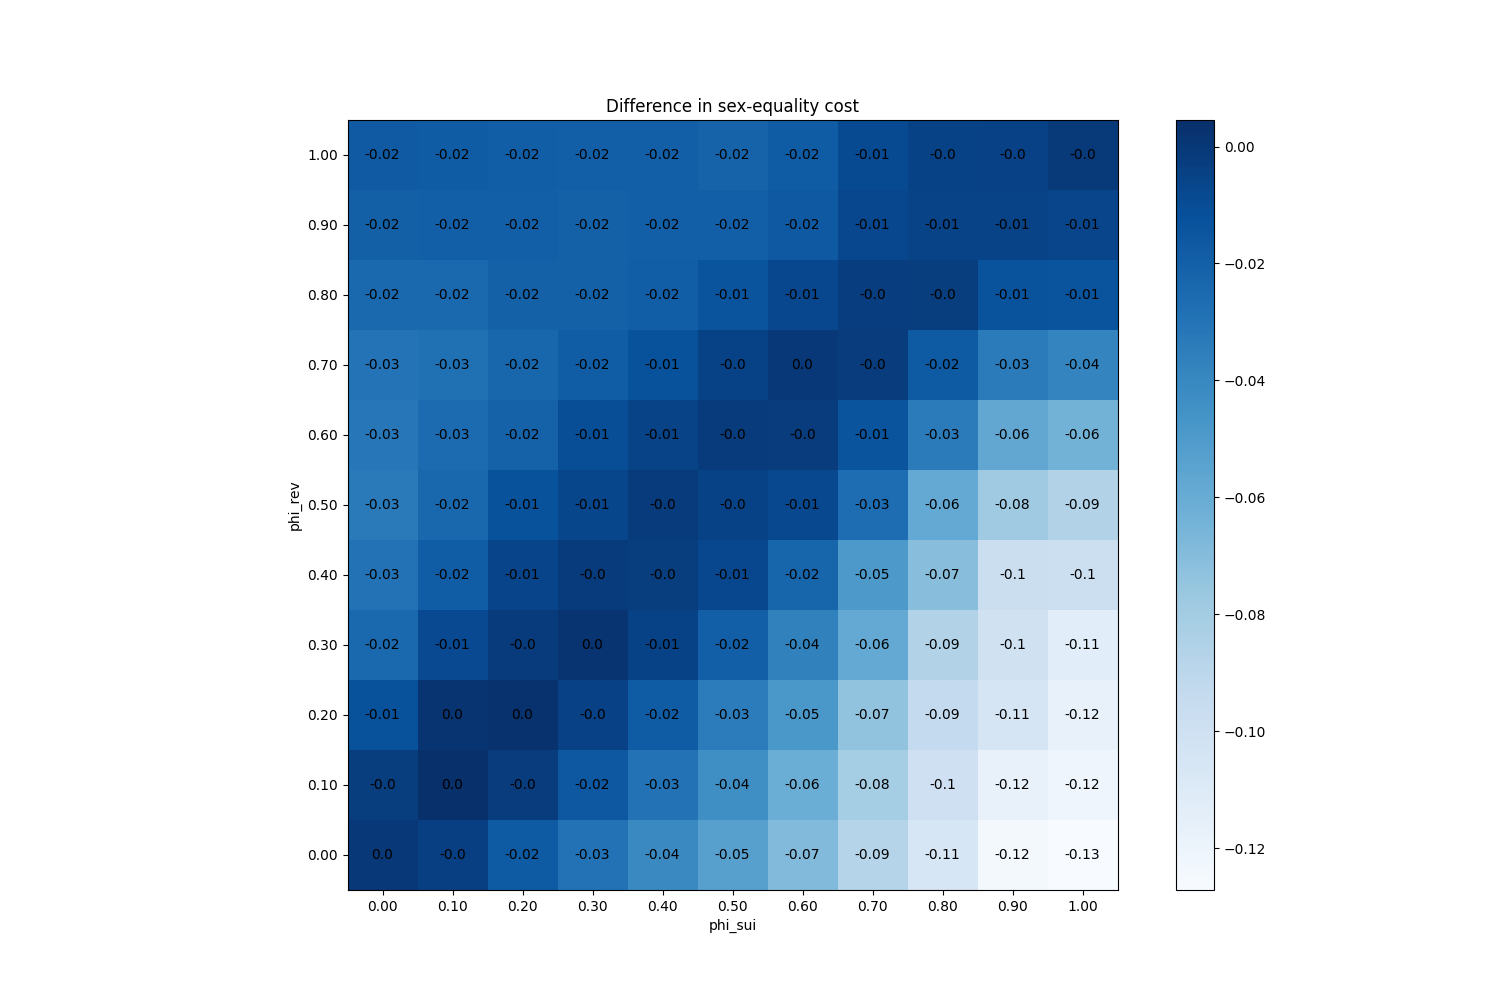 Difference in sex-equality cost
1.00 -0.02 -0.02 -0.02 -0.02 -0.02 -0.02 -0.02 -0.01 -0.0 -0.0 -0.0
0.90 -0.02 -0.02 -0.02 -0.02 -0.02 -0.02 -0.02 -0.01 -0.01 -0.01 -0.01
0.80 -0.02 -0.02 -0.02 -0.02 -0.02 -0.01 -0.01 -0.0 -0.0 -0.01 -0.01
0.70 -0.03 -0.03 -0.02 -0.02 -0.01 -0.0 0.0 -0.0 -0.02 -0.03 -0.04
0.60 -0.03 -0.03 -0.02 -0.01 -0.01 -0.0 -0.0 -0.01 -0.03 -0.06 -0.06
phi_rev
0.50 -0.03 -0.02 -0.01 -0.01 -0.0 -0.0 -0.01 -0.03 -0.06 -0.08 -0.09
0.40 -0.03 -0.02 -0.01 -0.0 -0.0 -0.01 -0.02 -0.05 -0.07 -0.1 -0.1
0.30 -0.02 -0.01 -0.0 0.0 -0.01 -0.02 -0.04 -0.06 -0.09 -0.1 -0.11
0.20 -0.01 0.0 0.0 -0.0 -0.02 -0.03 -0.05 -0.07 -0.09 -0.11 -0.12
0.10 -0.0 0.0 -0.0 -0.02 -0.03 -0.04 -0.06 -0.08 -0.1 -0.12 -0.12
0.00 0.0 -0.0 -0.02 -0.03 -0.04 -0.05 -0.07 -0.09 -0.11 -0.12 -0.13
0.00 0.10 0.20 0.30 0.40 0.50 0.60 0.70 0.80 0.90 1.00
phi_sui
0.00
−0.02
−0.04
−0.06
−0.08
−0.10
−0.12